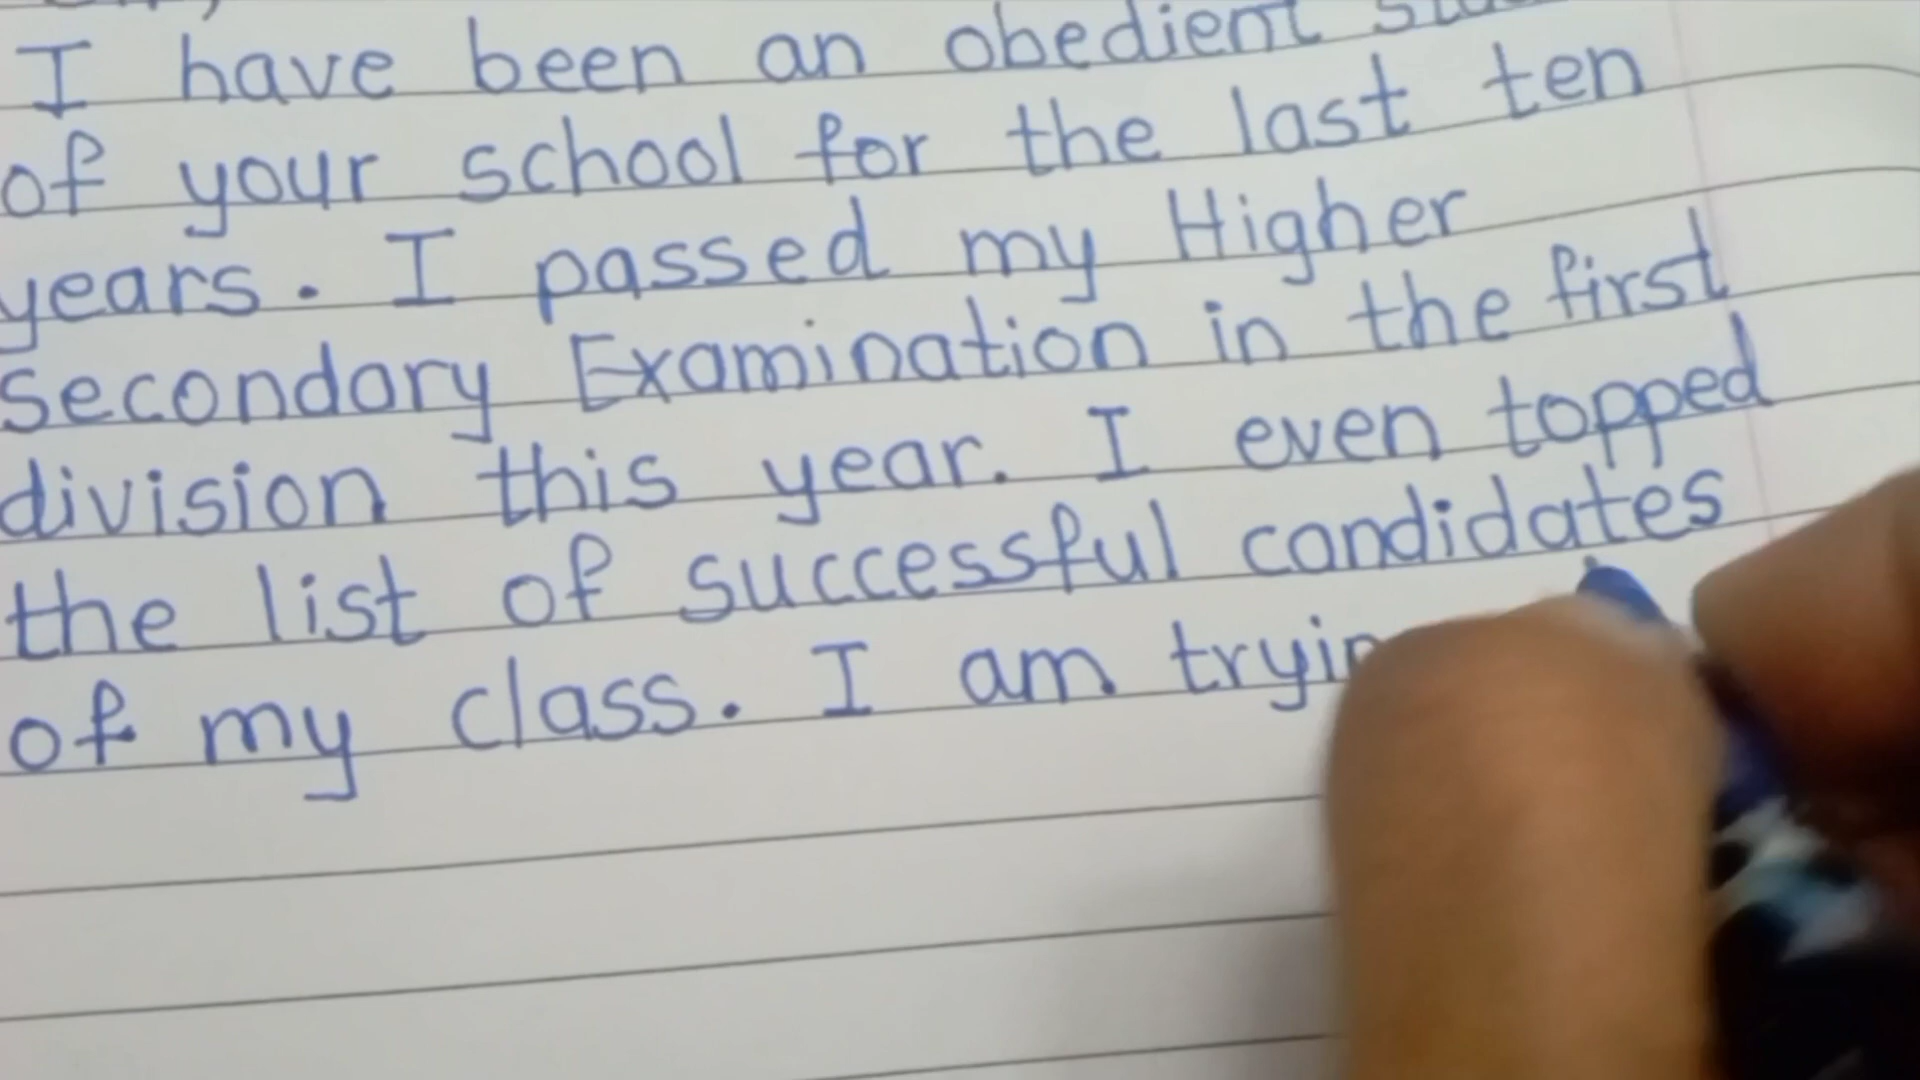 I have been an obedient
of your school for the last ten
years. I passed my Higher
Secondary Examination in the first
division this year. I even topped
the list of successful candidates
of my class. I am